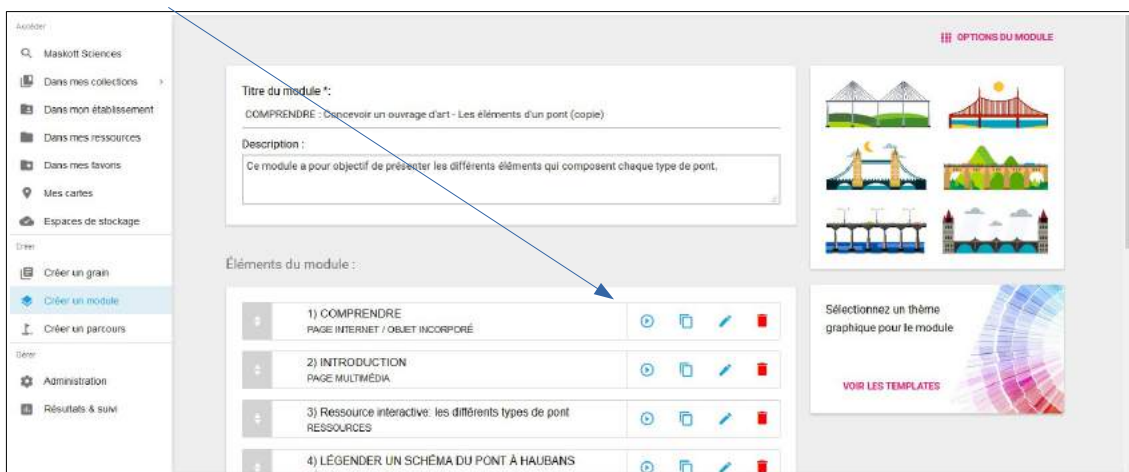 Accéder
Maskott Sciences
Dans mes collections
Dans mon établissement
Dans mes ressources
Dans mes favoris
Mes cartes
Espaces de stockage
Créer
Créer un grain
Créer un module
Créer un parcours
Gérer
Administration
Résultats & suivi
OPTIONS DU MODULE
Titre du module *:
COMPRENDRE : Concevoir un ouvrage d'art - Les éléments d'un pont (copie)
Description :
Ce module a pour objectif de présenter les différents éléments qui composent chaque type de pont.
Éléments du module :
1) COMPRENDRE
PAGE INTERNET / OBJET INCORPORÉ
2) INTRODUCTION
PAGE MULTIMÉDIA
3) Ressource interactive: les différents types de pont
RESSOURCES
4) LÉGENDER UN SCHÉMA DU PONT À HAUBANS
Sélectionnez un thème
graphique pour le module
VOIR LES TEMPLATES